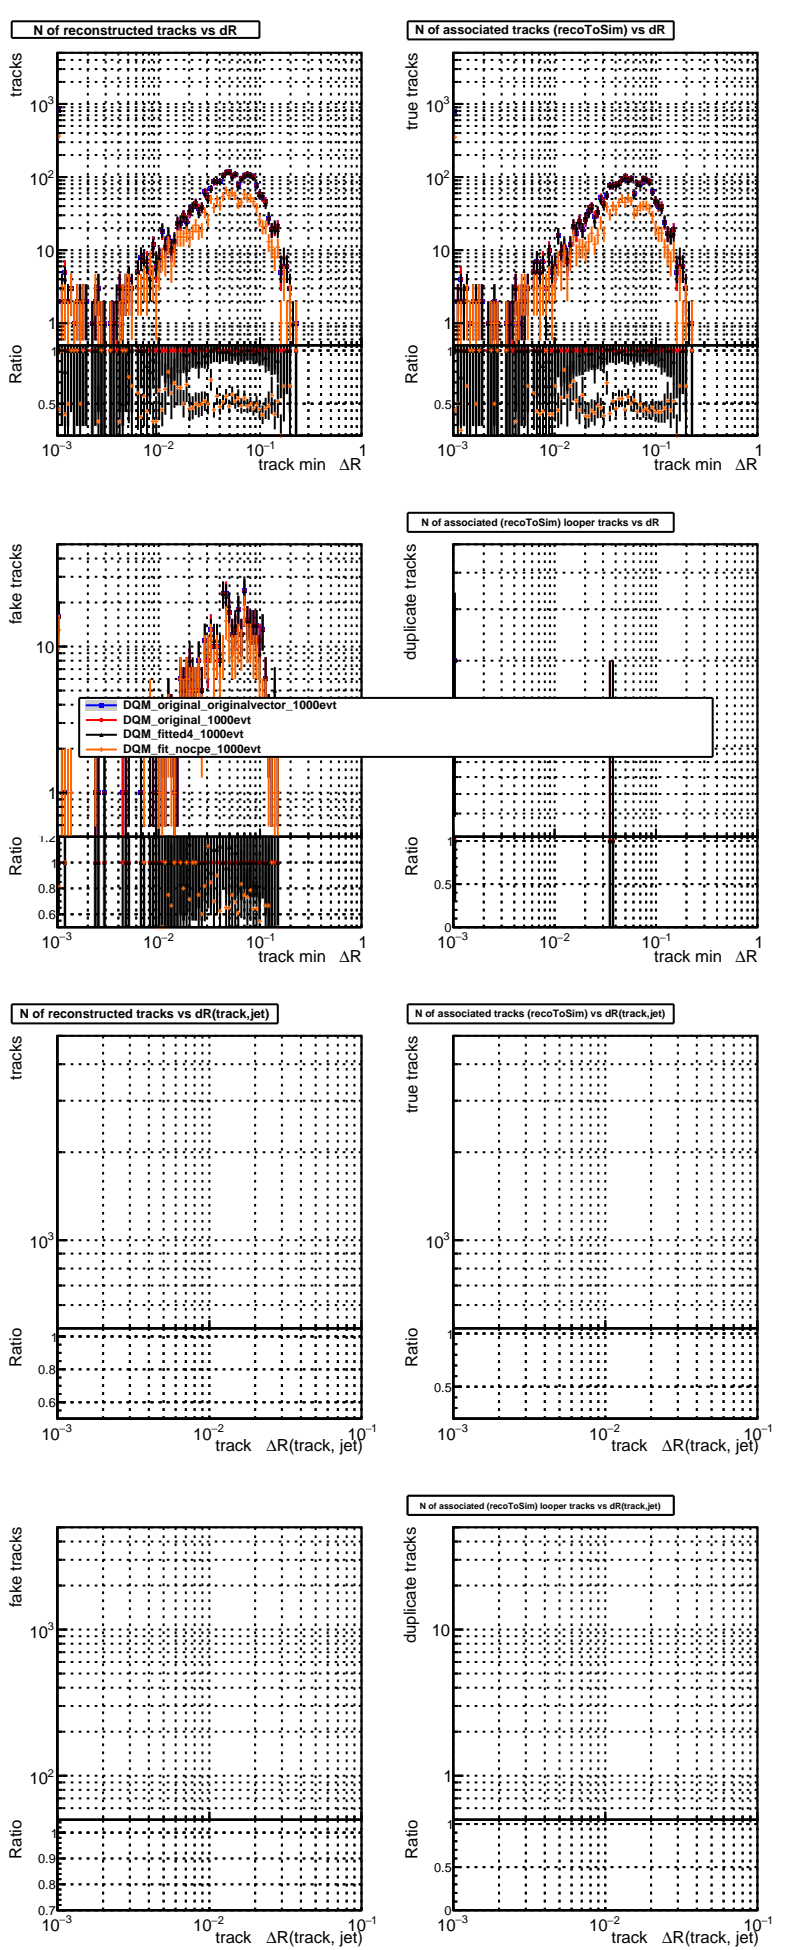 N of reconstructed tracks vs dR
tracks
10³
10²
10
1
Ratio
1
0.5
10⁻³
10⁻²
10⁻¹
1
track min ΔR
N of associated tracks (recoToSim) vs dR
true tracks
10³
10²
10
1
Ratio
1
0.5
10⁻³
10⁻²
10⁻¹
1
track min ΔR
fake tracks
10
1
Ratio
1.2
1
0.8
0.6
10⁻³
10⁻²
10⁻¹
1
track min ΔR
N of associated (recoToSim) looper tracks vs dR
duplicate tracks
Ratio
1
0.5
0
10⁻³
10⁻²
10⁻¹
1
track min ΔR
DQM_original_originalvector_1000evt
DQM_original_1000evt
DQM_fitted4_1000evt
DQM_fit_nocpe_1000evt
N of reconstructed tracks vs dR(track,jet)
tracks
10³
Ratio
1
0.8
0.6
10⁻³
10⁻²
10⁻¹
track ΔR(track, jet)
N of associated tracks (recoToSim) vs dR(track,jet)
true tracks
10³
Ratio
1
0.5
10⁻³
10⁻²
10⁻¹
track ΔR(track, jet)
fake tracks
10³
10²
Ratio
1
0.9
0.8
0.7
10⁻³
10⁻²
10⁻¹
track ΔR(track, jet)
N of associated (recoToSim) looper tracks vs dR(track,jet)
duplicate tracks
10
1
Ratio
1
0.5
0
10⁻³
10⁻²
10⁻¹
track ΔR(track, jet)